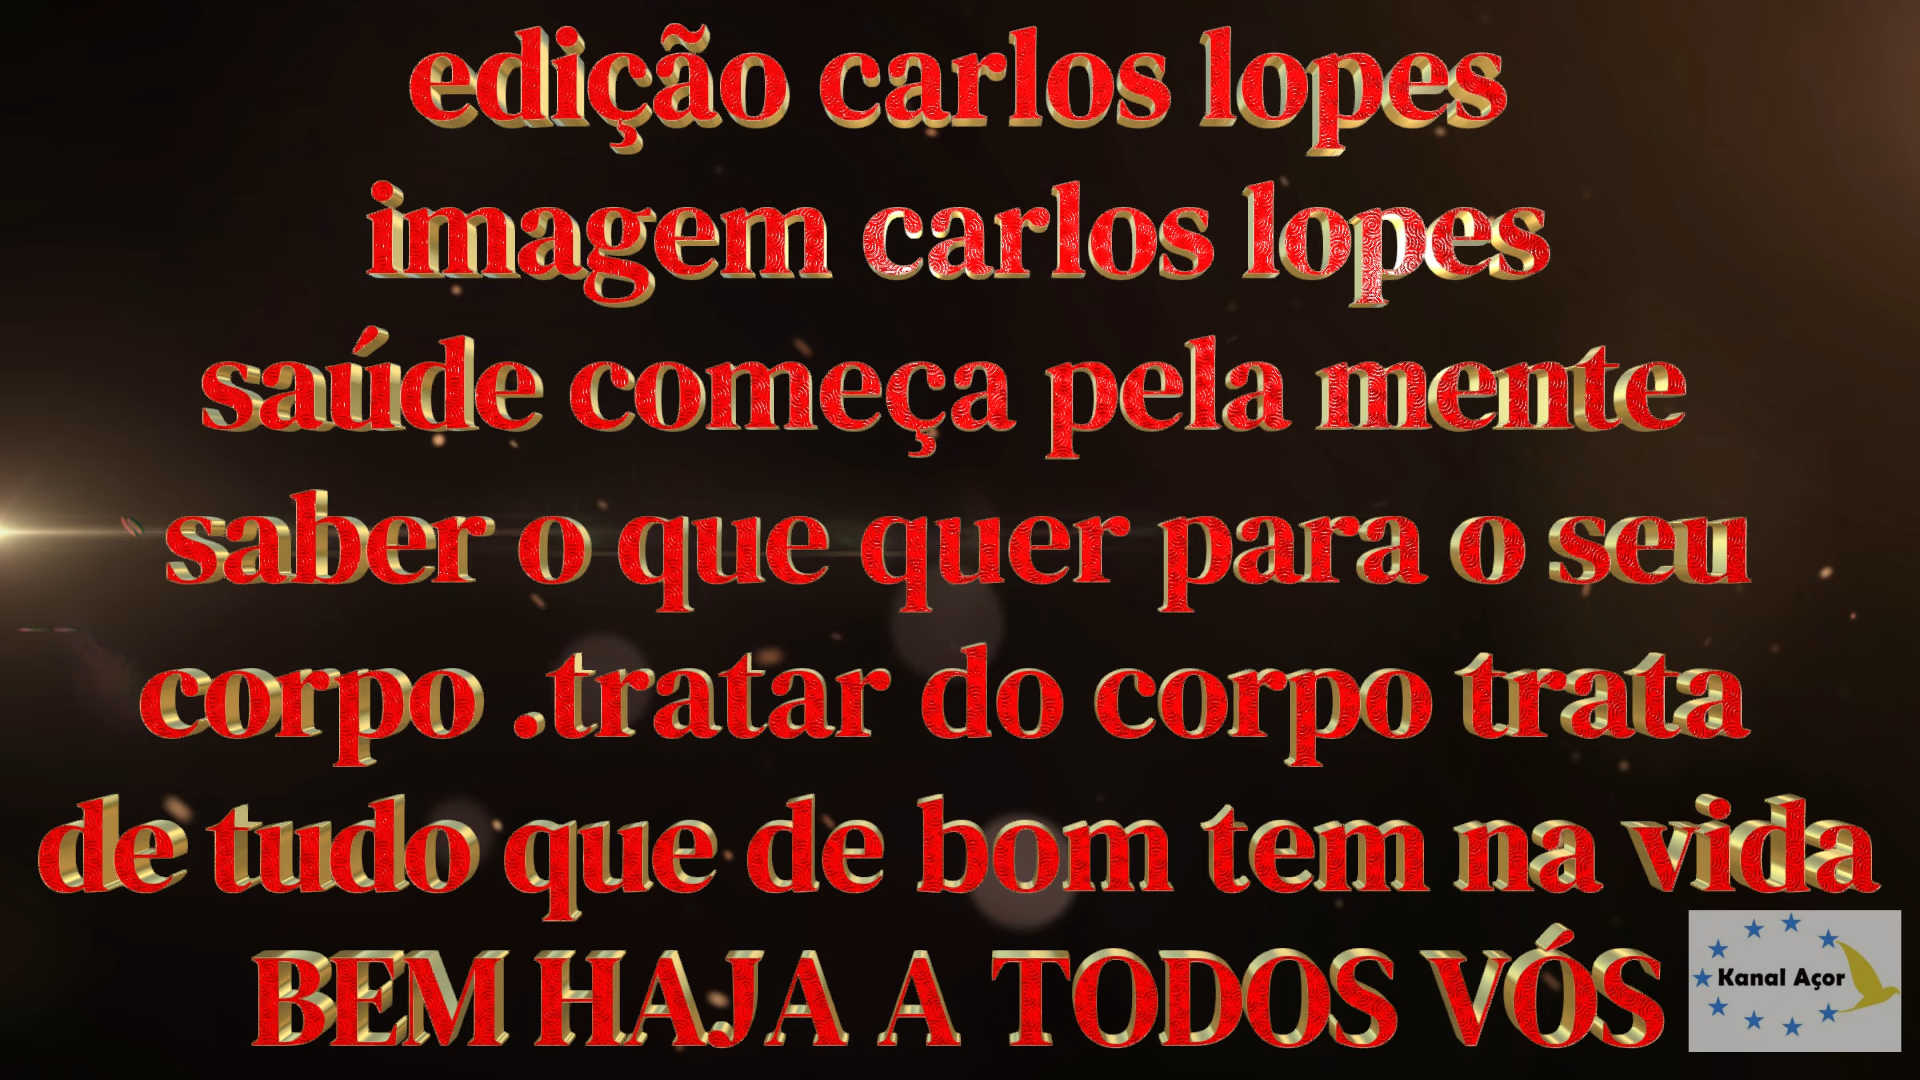 edição carlos lopes
imagem carlos lopes
saúde começa pela mente
saber o que quer para o seu
corpo .tratar do corpo trata
de tudo que de bom tem na vida
BEM HAJA A TODOS VÓS
Kanal Açor